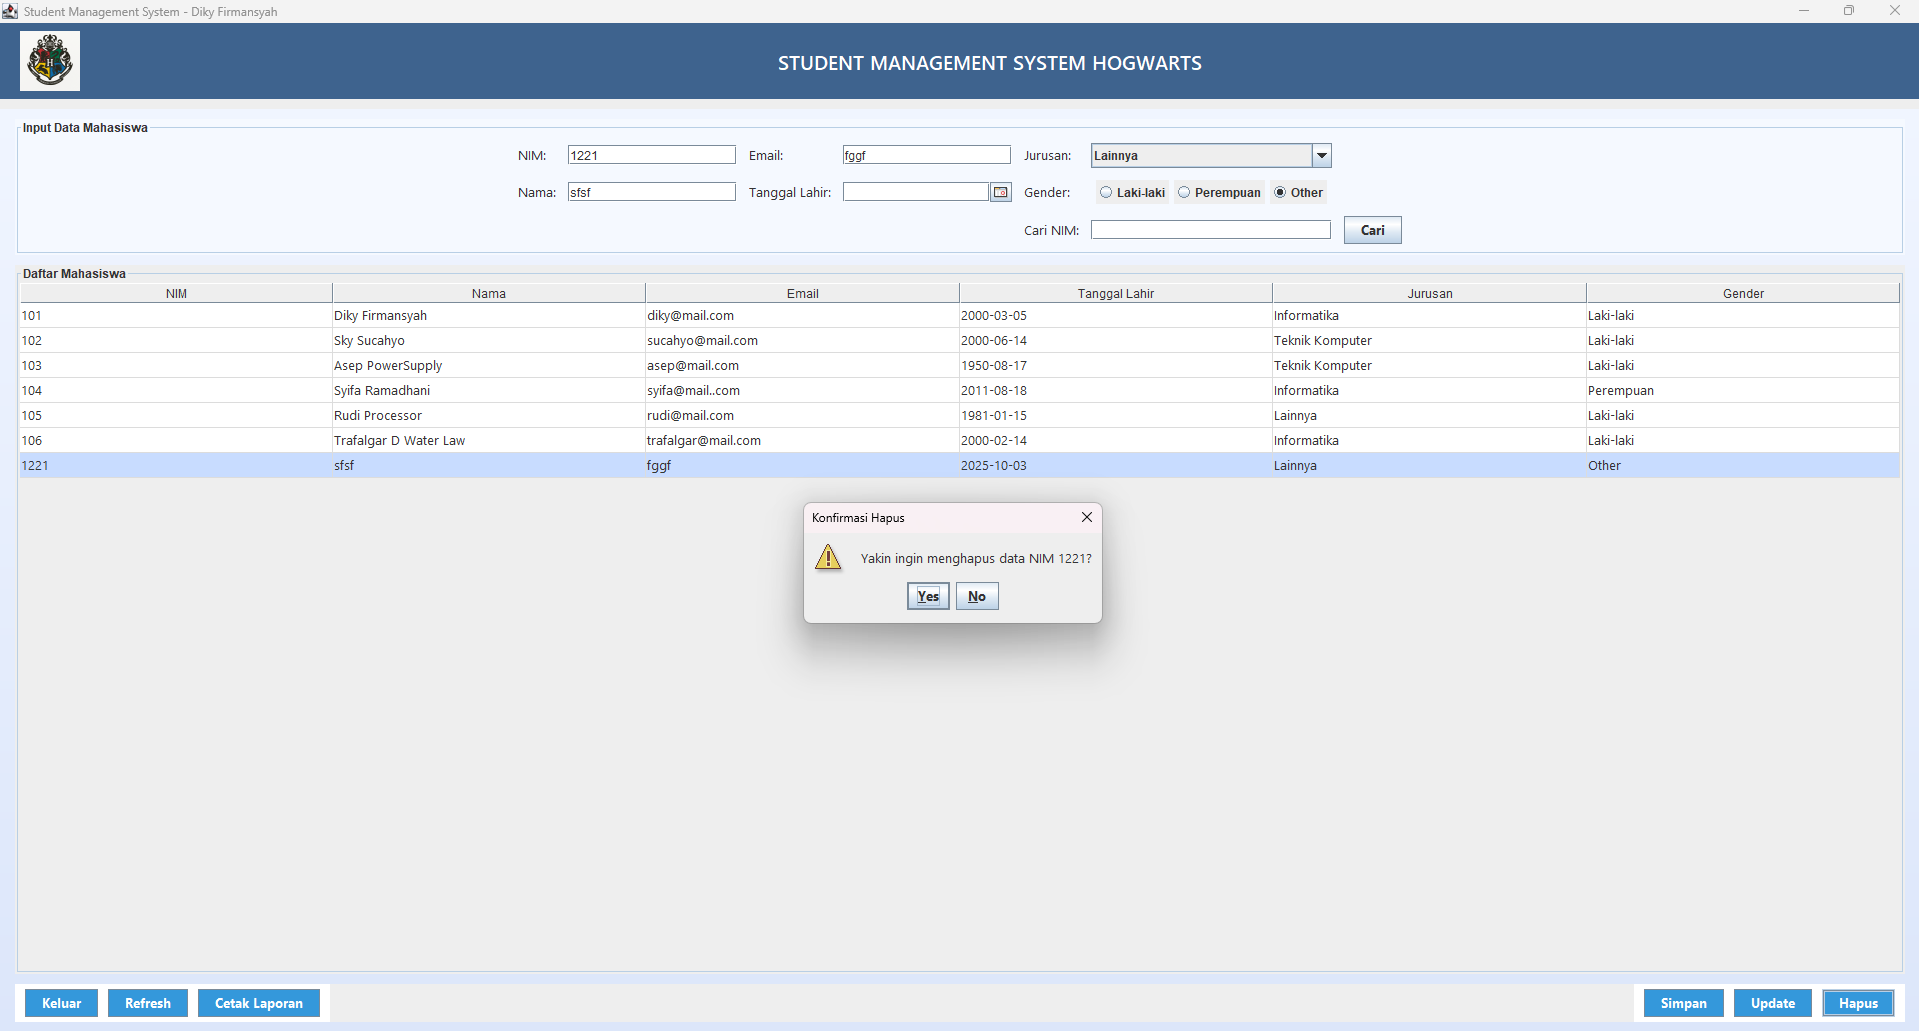 Student Management System - Diky Firmansyah
STUDENT MANAGEMENT SYSTEM HOGWARTS
Input Data Mahasiswa
NIM: 1221 Email: fggf Jurusan: Lainnya
Nama: sfsf Tanggal Lahir: Gender: Laki-laki Perempuan Other
Cari NIM: Cari
Daftar Mahasiswa
NIM Nama Email Tanggal Lahir Jurusan Gender
101 Diky Firmansyah diky@mail.com 2000-03-05 Informatika Laki-laki
102 Sky Sucahyo sucahyo@mail.com 2000-06-14 Teknik Komputer Laki-laki
103 Asep PowerSupply asep@mail.com 1950-08-17 Teknik Komputer Laki-laki
104 Syifa Ramadhani syifa@mail..com 2011-08-18 Informatika Perempuan
105 Rudi Processor rudi@mail.com 1981-01-15 Lainnya Laki-laki
106 Trafalgar D Water Law trafalgar@mail.com 2000-02-14 Informatika Laki-laki
1221 sfsf fggf 2025-10-03 Lainnya Other
Konfirmasi Hapus
Yakin ingin menghapus data NIM 1221?
Yes No
Keluar Refresh Cetak Laporan Simpan Update Hapus